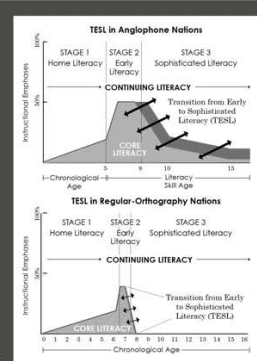 TESL in Anglophone Nations
100%
STAGE 1 STAGE 2 STAGE 3
Home Literacy Early Sophisticated Literacy
Literacy
CONTINUING LITERACY
Instructional Emphases
50%
Transition from Early
to Sophisticated
Literacy (TESL)
CORE
LITERACY
5 8 10 15
Chronological Literacy
Age Skill Age
TESL in Regular-Orthography Nations
100%
STAGE 1 STAGE 2 STAGE 3
Home Literacy Early Sophisticated Literacy
Literacy
CONTINUING LITERACY
Instructional Emphases
50%
Transition from Early
to Sophisticated
Literacy (TESL)
CORE LITERACY
0 1 2 3 4 5 6 7 8 9 10 11 12 13 14 15 16
Chronological Age